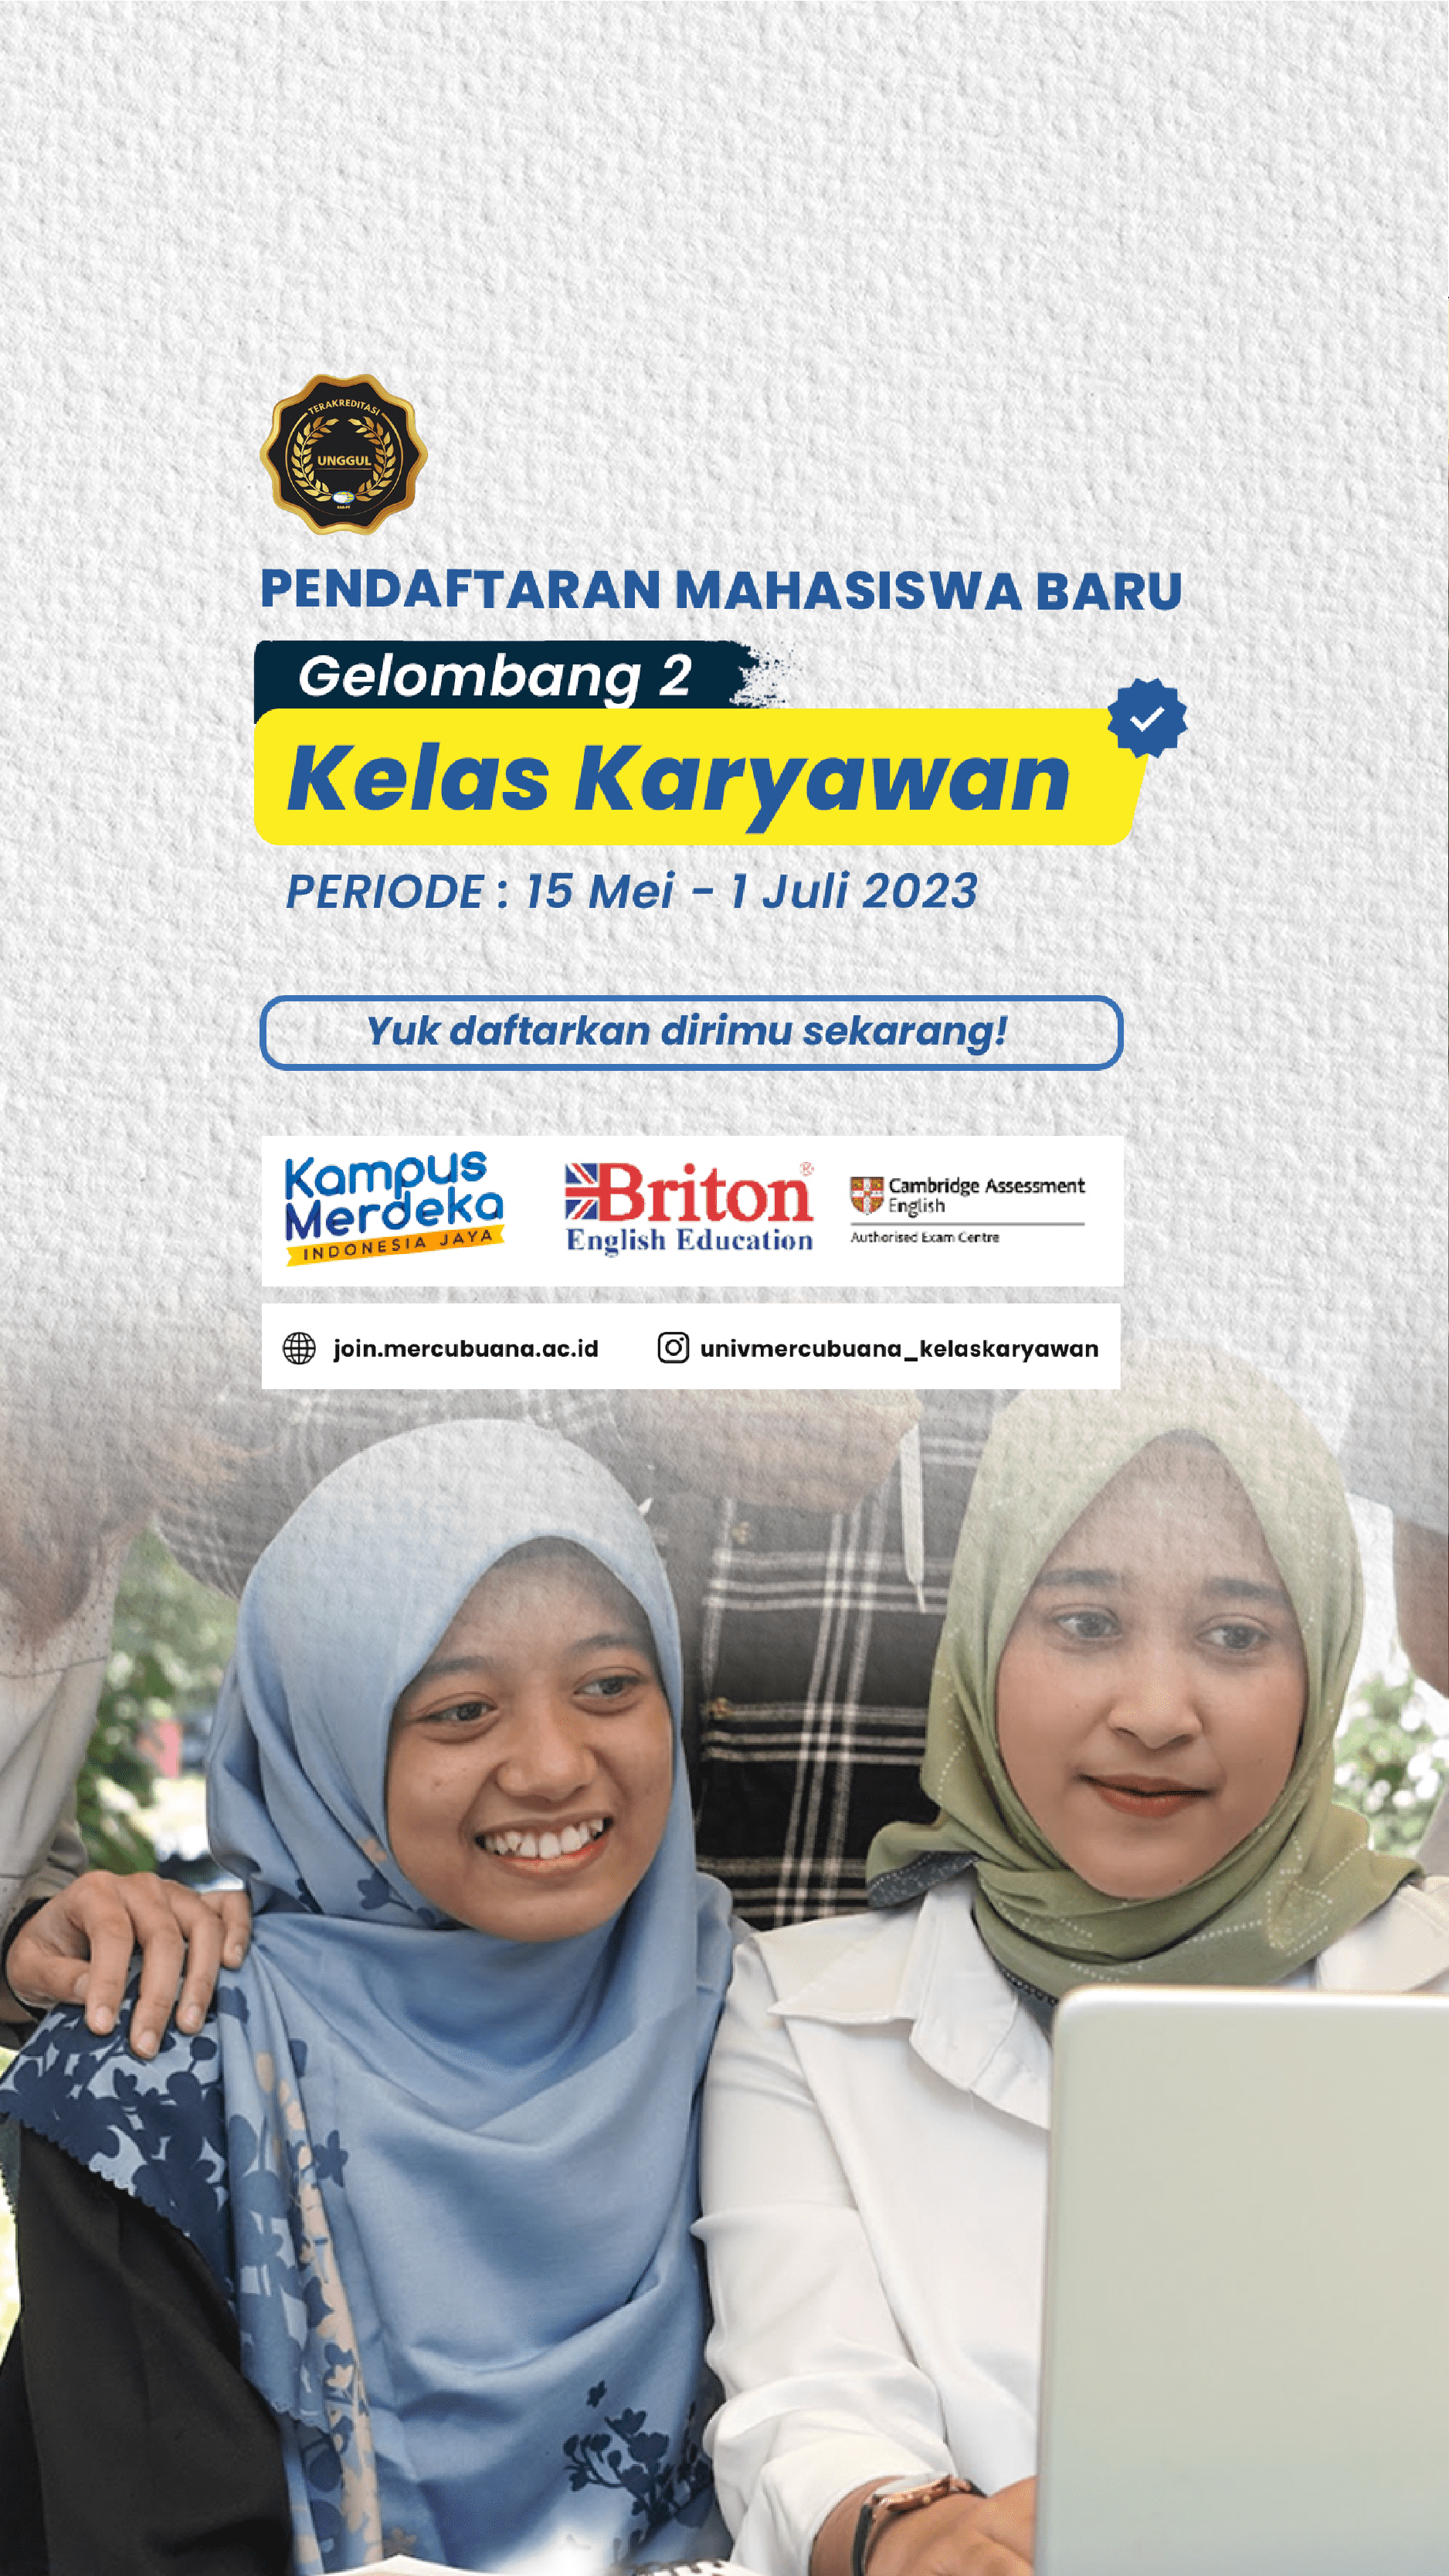 TERAKREDITASI
UNGGUL
PENDAFTARAN MAHASISWA BARU
Gelombang 2
Kelas Karyawan
PERIODE : 15 Mei - 1 Juli 2023
Yuk daftarkan dirimu sekarang!
Kampus
Merdeka
INDONESIA JAYA
Briton®
English Education
Cambridge Assessment
English
Authorised Exam Centre
join.mercubuana.ac.id
univmercubuana_kelaskaryawan